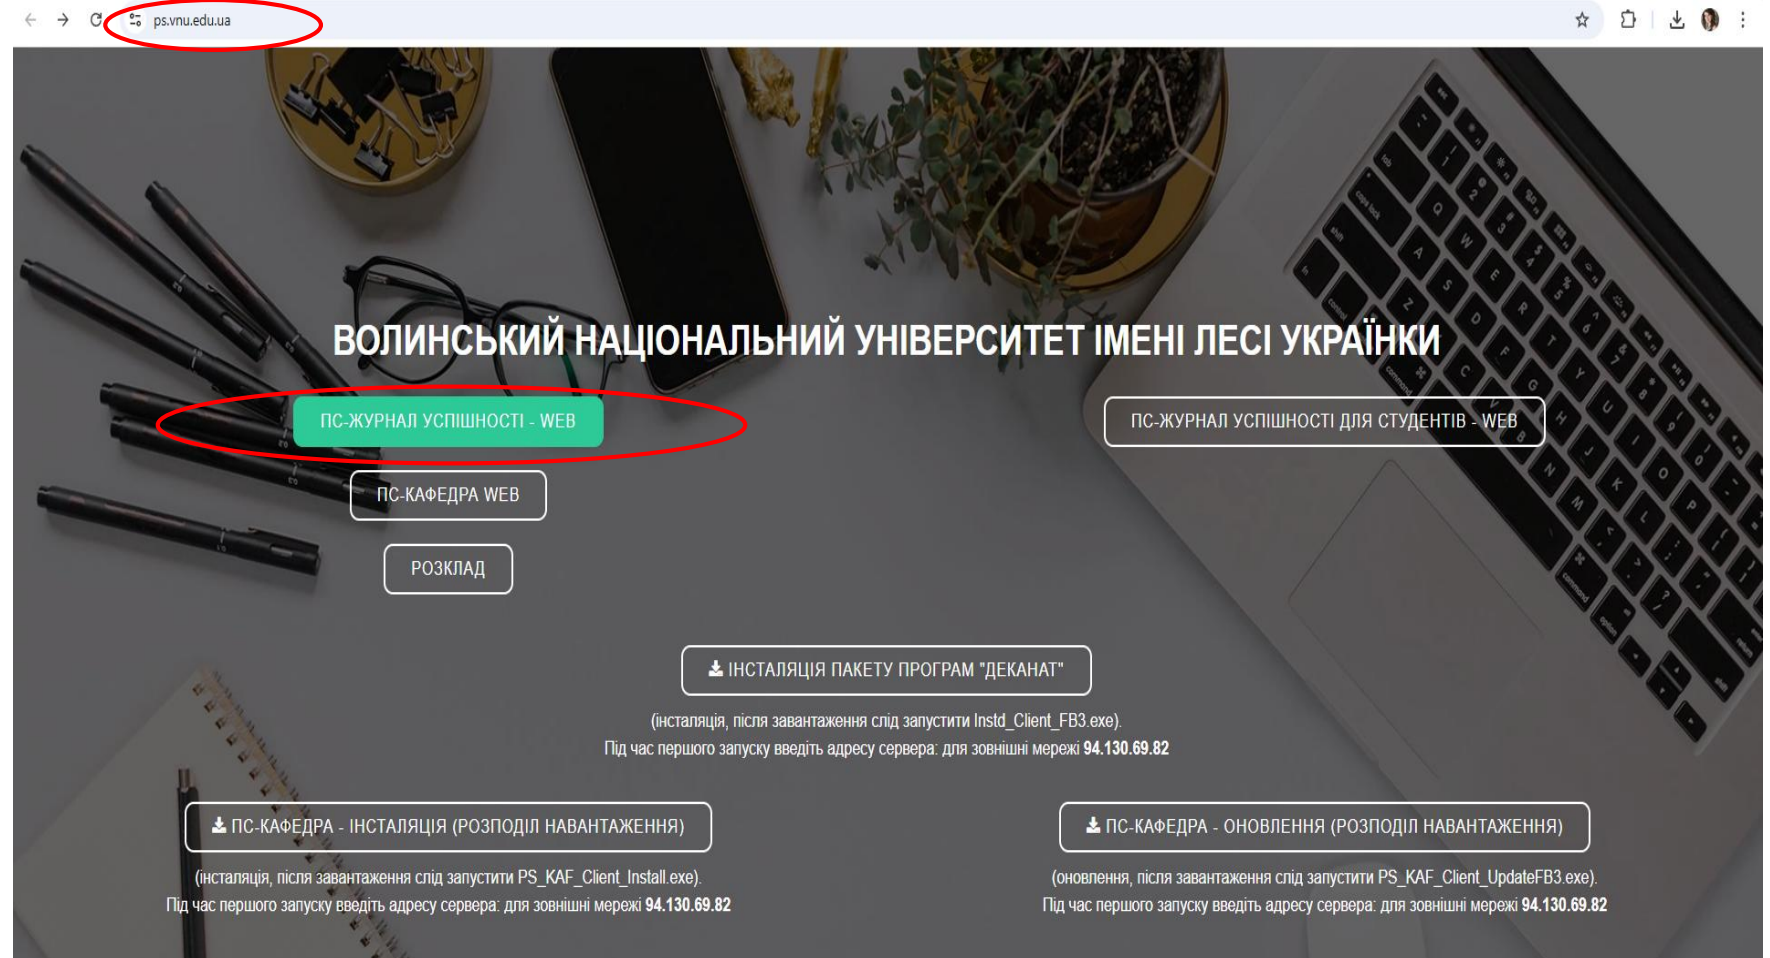 ps.vnu.edu.ua
ВОЛИНСЬКИЙ НАЦІОНАЛЬНИЙ УНІВЕРСИТЕТ ІМЕНІ ЛЕСІ УКРАЇНКИ
ПС-ЖУРНАЛ УСПІШНОСТІ - WEB
ПС-ЖУРНАЛ УСПІШНОСТІ ДЛЯ СТУДЕНТІВ - WEB
ПС-КАФЕДРА WEB
РОЗКЛАД
ІНСТАЛЯЦІЯ ПАКЕТУ ПРОГРАМ "ДЕКАНАТ"
(інсталяція, після завантаження слід запустити Instd_Client_FB3.exe).
Під час першого запуску введіть адресу сервера: для зовнішні мережі 94.130.69.82
ПС-КАФЕДРА - ІНСТАЛЯЦІЯ (РОЗПОДІЛ НАВАНТАЖЕННЯ)
(інсталяція, після завантаження слід запустити PS_KAF_Client_Install.exe).
Під час першого запуску введіть адресу сервера: для зовнішні мережі 94.130.69.82
ПС-КАФЕДРА - ОНОВЛЕННЯ (РОЗПОДІЛ НАВАНТАЖЕННЯ)
(оновлення, після завантаження слід запустити PS_KAF_Client_UpdateFB3.exe).
Під час першого запуску введіть адресу сервера: для зовнішні мережі 94.130.69.82